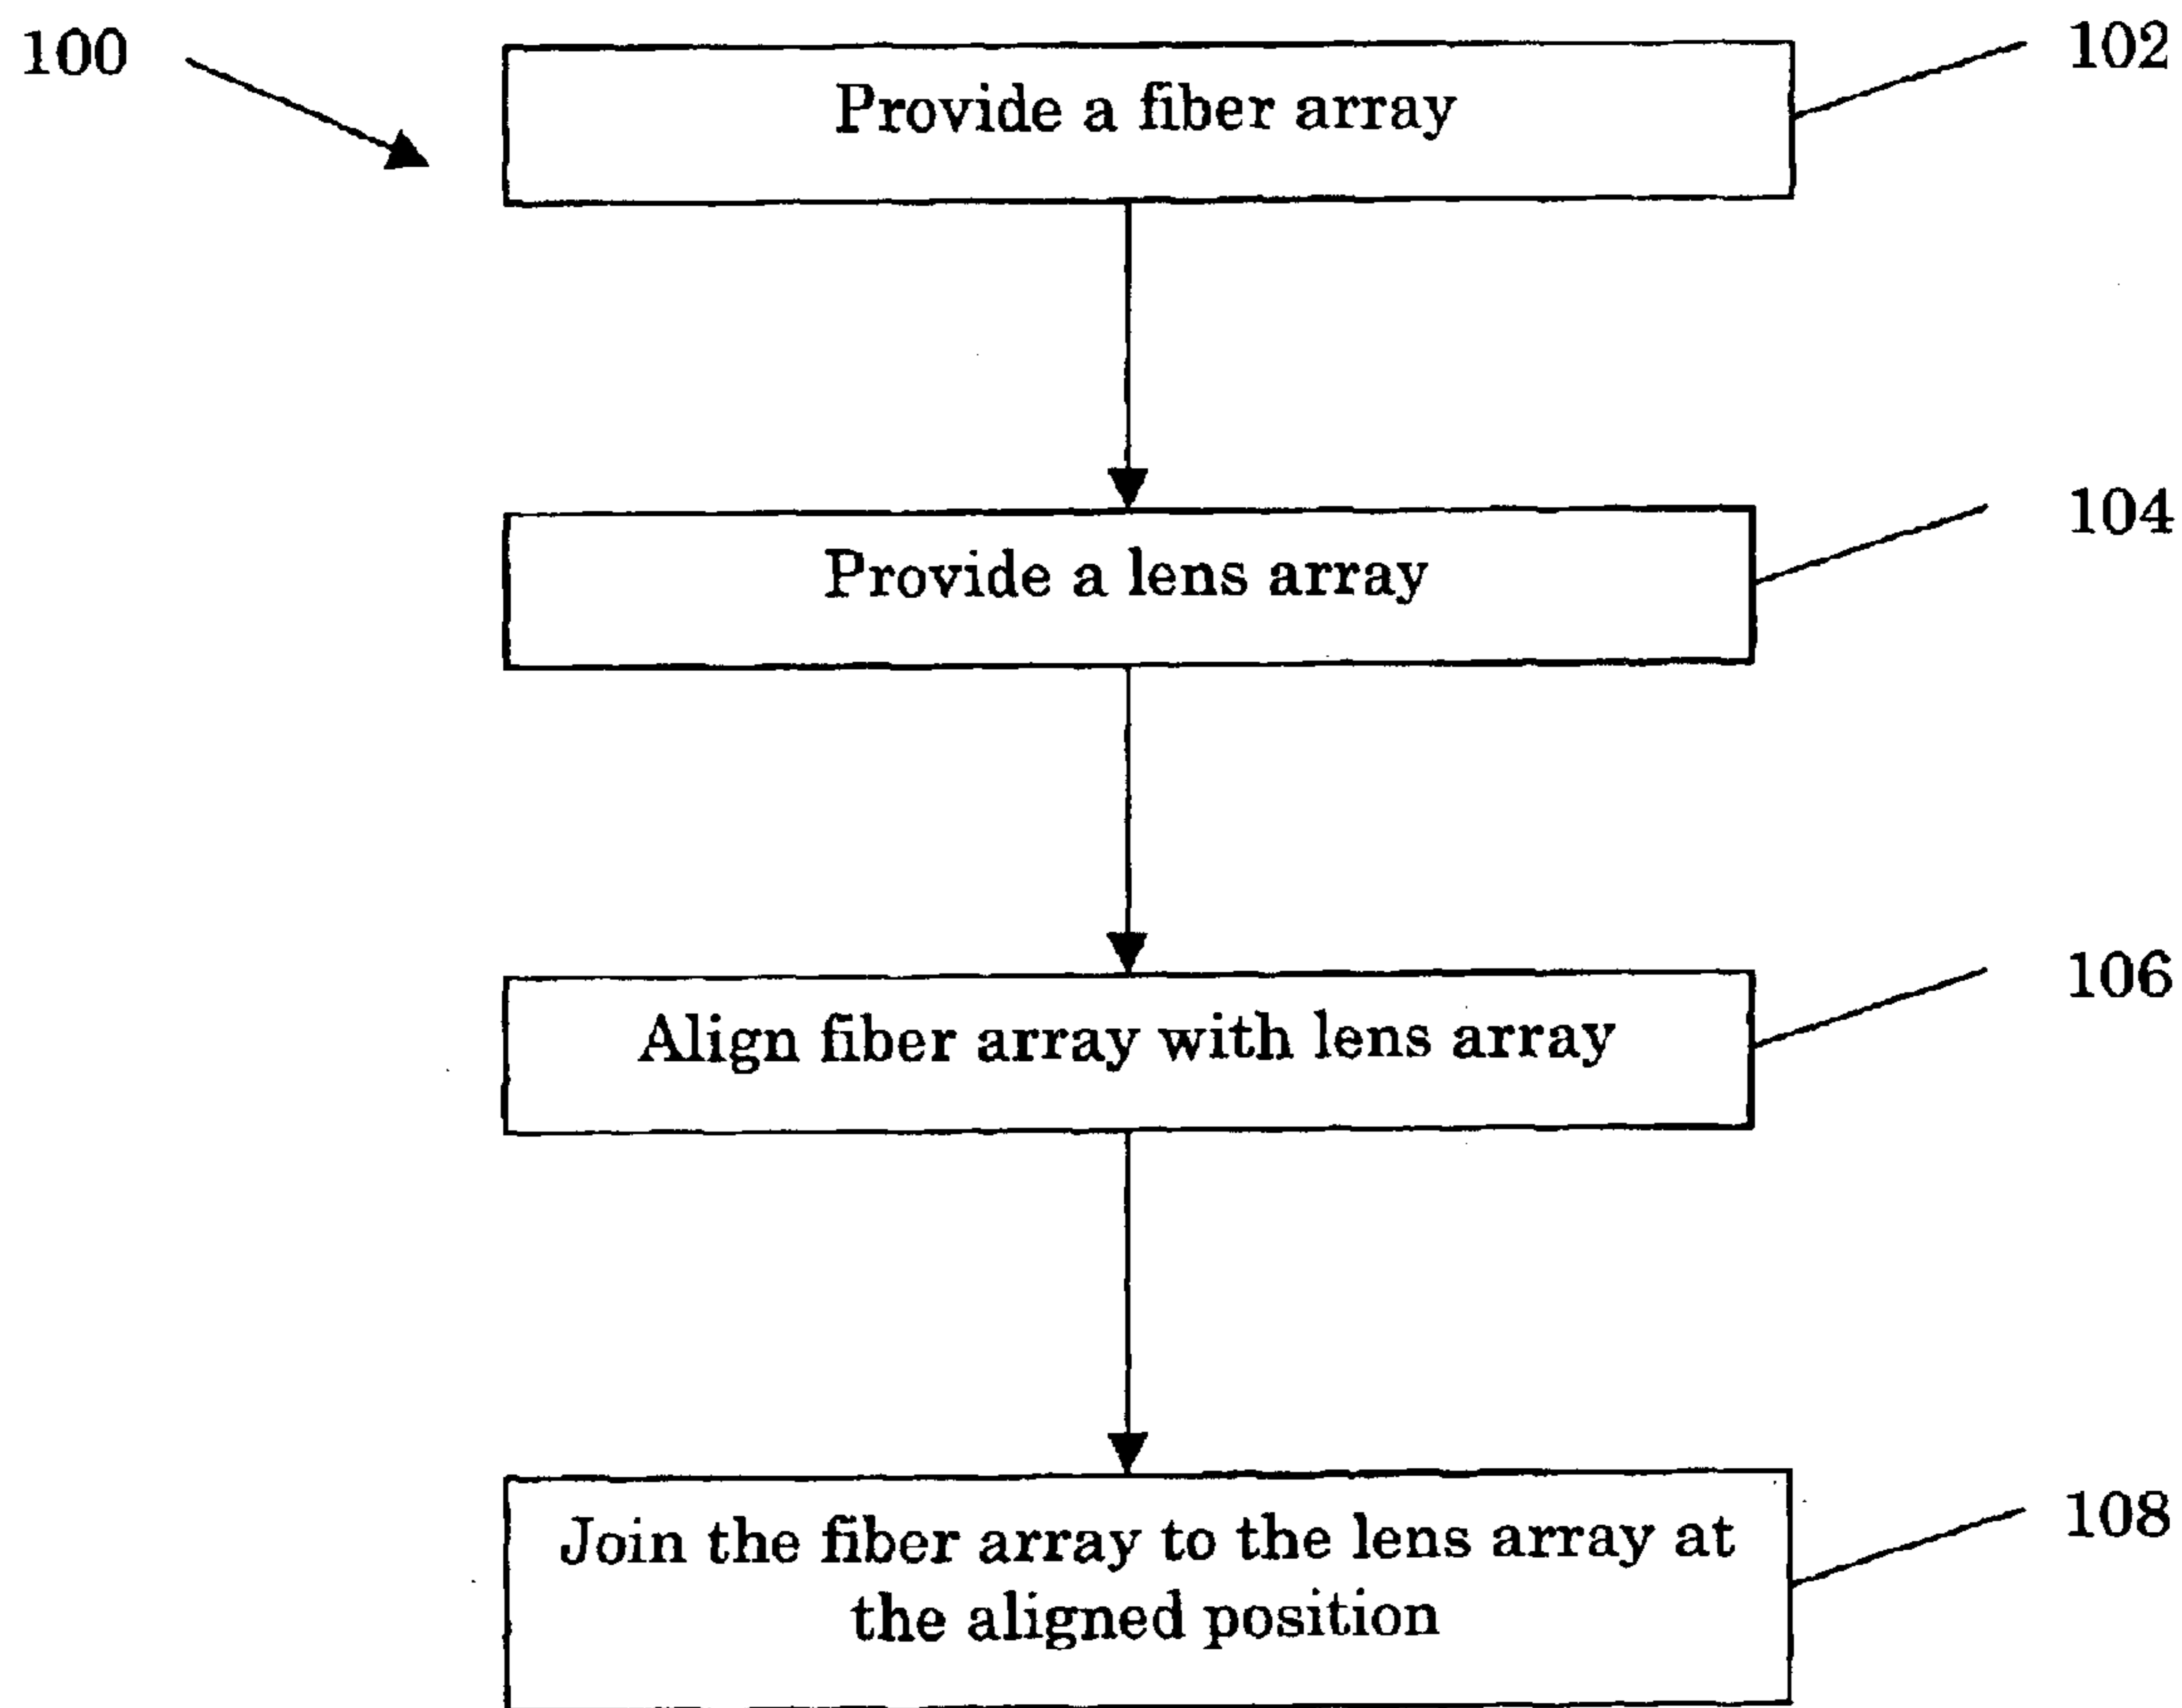 100
102
Provide a fiber array
104
Provide a lens array
106
Align fiber array with lens array
108
Join the fiber array to the lens array at
the aligned position